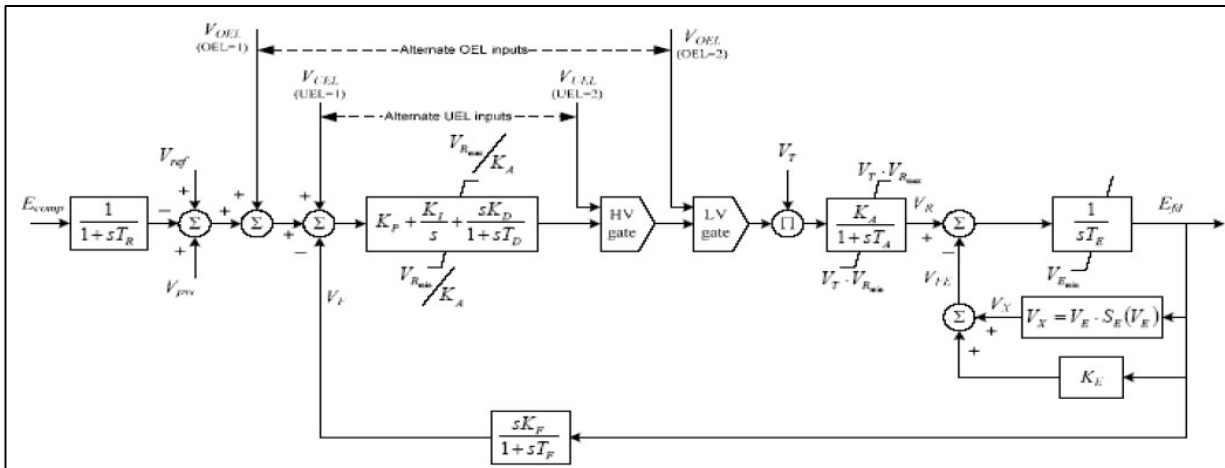 V_OEL
(OEL=1)
Alternate OEL inputs
V_OEL
(OEL=2)
V_UEL
(UEL=1)
V_UEL
(UEL=2)
Alternate UEL inputs
V_Rmax/K_A
V_ref
V_T
V_T · V_Rmax
E_comp
1/(1+sT_R)
Σ
Σ
Σ
K_P + K_I/s + sK_D/(1+sT_D)
HV
gate
LV
gate
Π
K_A/(1+sT_A)
V_R
Σ
1/(sT_E)
E_fd
V_Rmin/K_A
V_T · V_Rmin
V_Emin
V_F
V_FE
Σ
V_X
V_X = V_E · S_E(V_E)
K_E
sK_F/(1+sT_F)